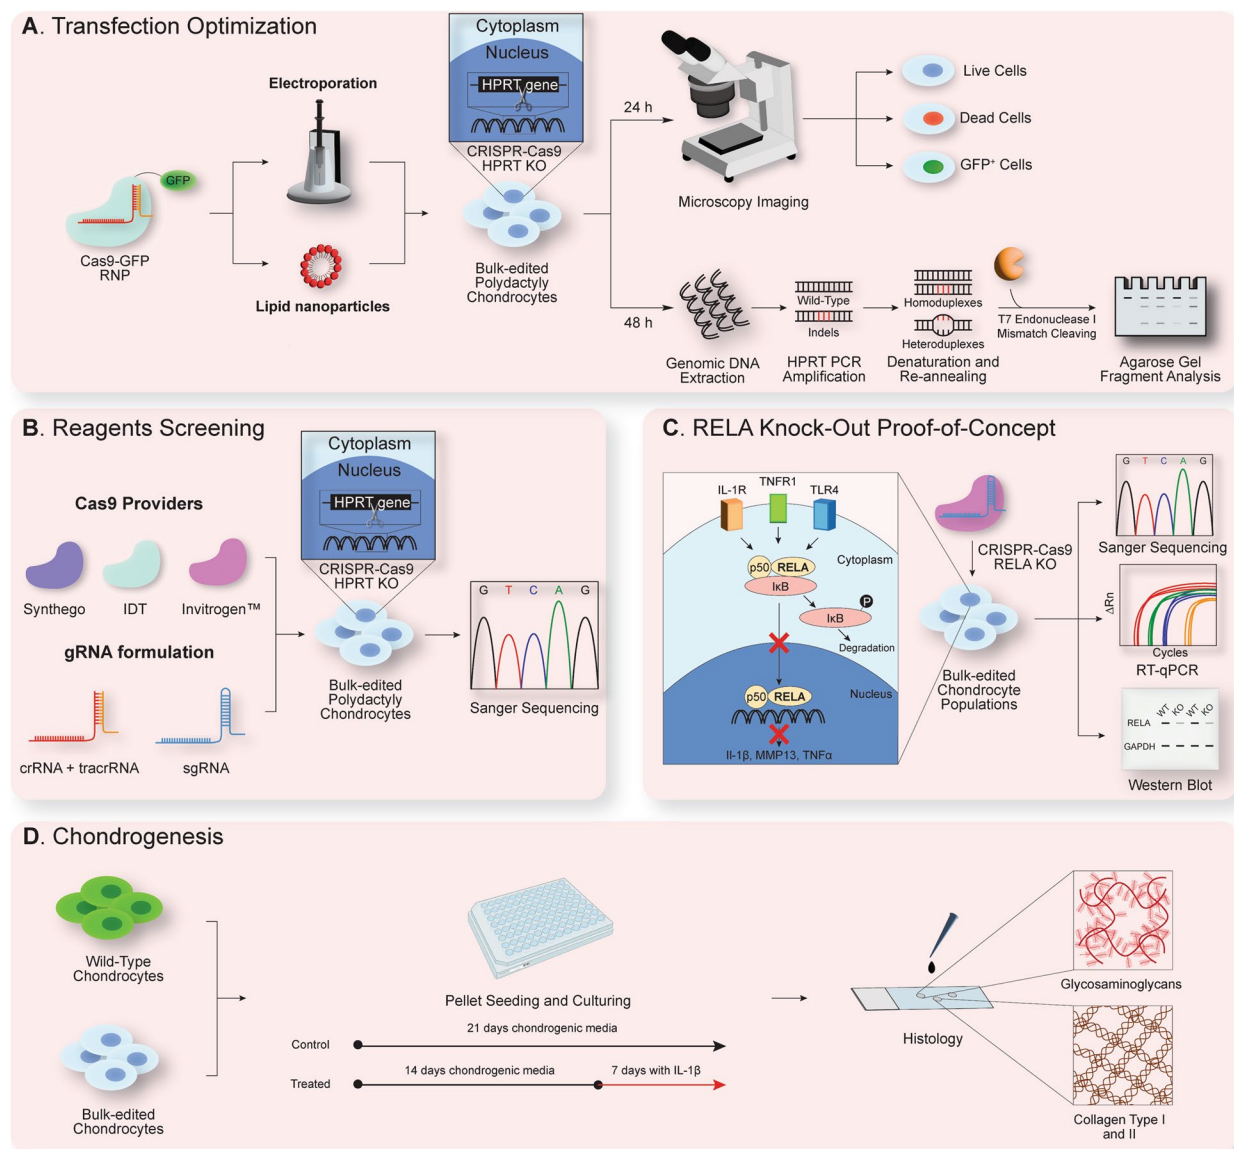 A. Transfection Optimization
Cas9-GFP
RNP
GFP
Electroporation
Lipid nanoparticles
Cytoplasm
Nucleus
HPRT gene
CRISPR-Cas9
HPRT KO
Bulk-edited
Polydactyly
Chondrocytes
24 h
Microscopy Imaging
Live Cells
Dead Cells
GFP⁺ Cells
48 h
Genomic DNA
Extraction
Wild-Type
Indels
HPRT PCR
Amplification
Homoduplexes
Heteroduplexes
Denaturation and
Re-annealing
T7 Endonuclease I
Mismatch Cleaving
Agarose Gel
Fragment Analysis
B. Reagents Screening
Cas9 Providers
Synthego
IDT
Invitrogen™
gRNA formulation
crRNA + tracrRNA
sgRNA
Cytoplasm
Nucleus
HPRT gene
CRISPR-Cas9
HPRT KO
Bulk-edited
Polydactyly
Chondrocytes
G T C A G
Sanger Sequencing
C. RELA Knock-Out Proof-of-Concept
IL-1R
TNFR1
TLR4
Cytoplasm
p50
RELA
IκB
P
IκB
Degradation
Nucleus
p50
RELA
Il-1β, MMP13, TNFα
CRISPR-Cas9
RELA KO
Bulk-edited
Chondrocyte
Populations
G T C A G
Sanger Sequencing
ΔRn
Cycles
RT-qPCR
WT KO WT KO
RELA
GAPDH
Western Blot
D. Chondrogenesis
Wild-Type
Chondrocytes
Bulk-edited
Chondrocytes
Pellet Seeding and Culturing
21 days chondrogenic media
Control
14 days chondrogenic media
7 days with IL-1β
Treated
Histology
Glycosaminoglycans
Collagen Type I
and II